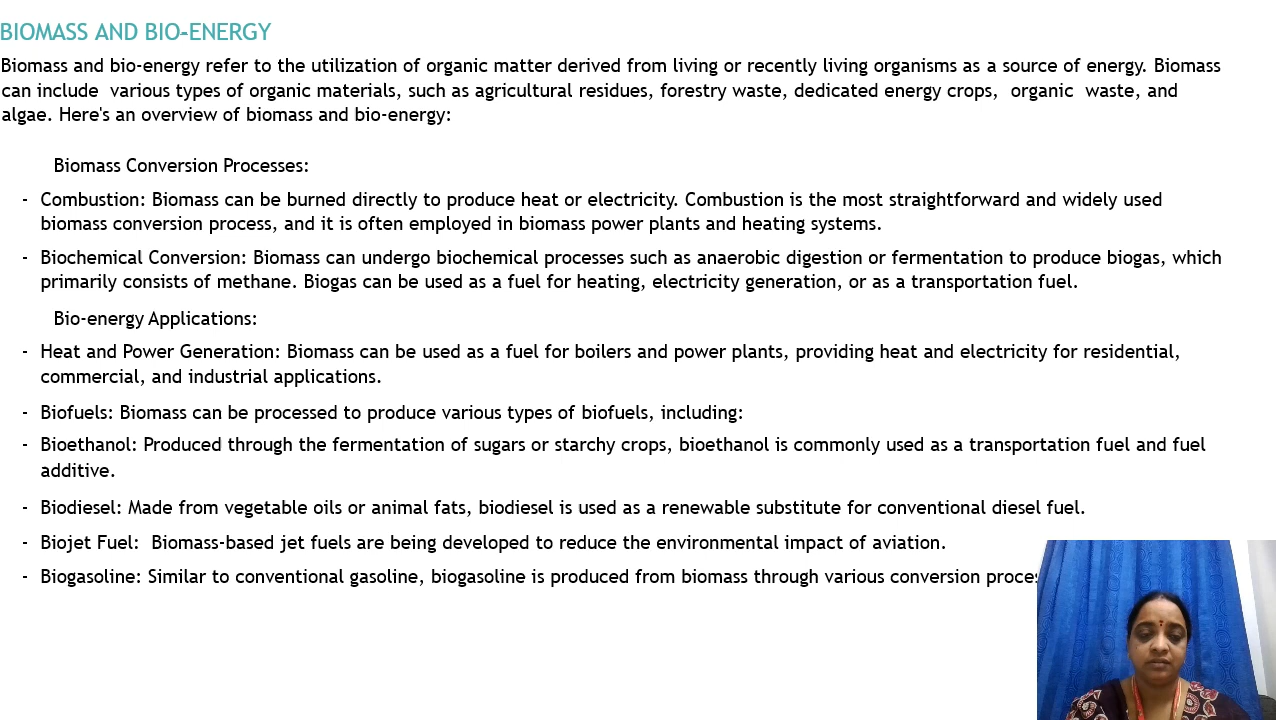 BIOMASS AND BIO-ENERGY
Biomass and bio-energy refer to the utilization of organic matter derived from living or recently living organisms as a source of energy. Biomass
can include various types of organic materials, such as agricultural residues, forestry waste, dedicated energy crops, organic waste, and
algae. Here's an overview of biomass and bio-energy:
Biomass Conversion Processes:
- Combustion: Biomass can be burned directly to produce heat or electricity. Combustion is the most straightforward and widely used
biomass conversion process, and it is often employed in biomass power plants and heating systems.
- Biochemical Conversion: Biomass can undergo biochemical processes such as anaerobic digestion or fermentation to produce biogas, which
primarily consists of methane. Biogas can be used as a fuel for heating, electricity generation, or as a transportation fuel.
Bio-energy Applications:
- Heat and Power Generation: Biomass can be used as a fuel for boilers and power plants, providing heat and electricity for residential,
commercial, and industrial applications.
- Biofuels: Biomass can be processed to produce various types of biofuels, including:
- Bioethanol: Produced through the fermentation of sugars or starchy crops, bioethanol is commonly used as a transportation fuel and fuel
additive.
- Biodiesel: Made from vegetable oils or animal fats, biodiesel is used as a renewable substitute for conventional diesel fuel.
- Biojet Fuel: Biomass-based jet fuels are being developed to reduce the environmental impact of aviation.
- Biogasoline: Similar to conventional gasoline, biogasoline is produced from biomass through various conversion